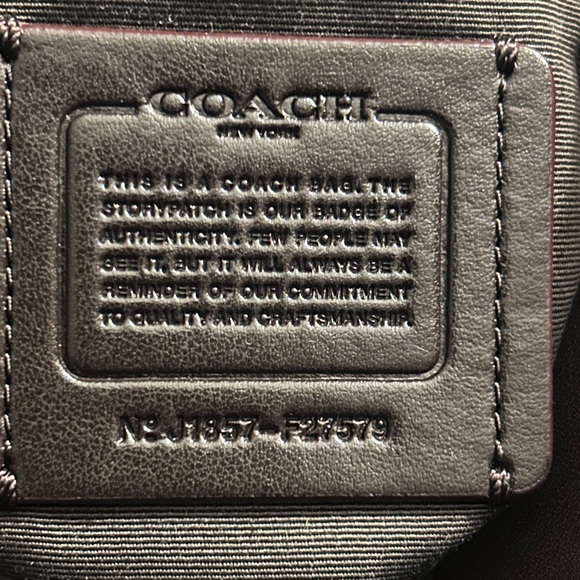 COACH
NEW YORK
THIS IS A COACH BAG. THE
STORYPATCH IS OUR BADGE OF
AUTHENTICITY. FEW PEOPLE MAY
SEE IT, BUT IT WILL ALWAYS BE A
REMINDER OF OUR COMMITMENT
TO QUALITY AND CRAFTSMANSHIP.
Nº. J1857-F27579